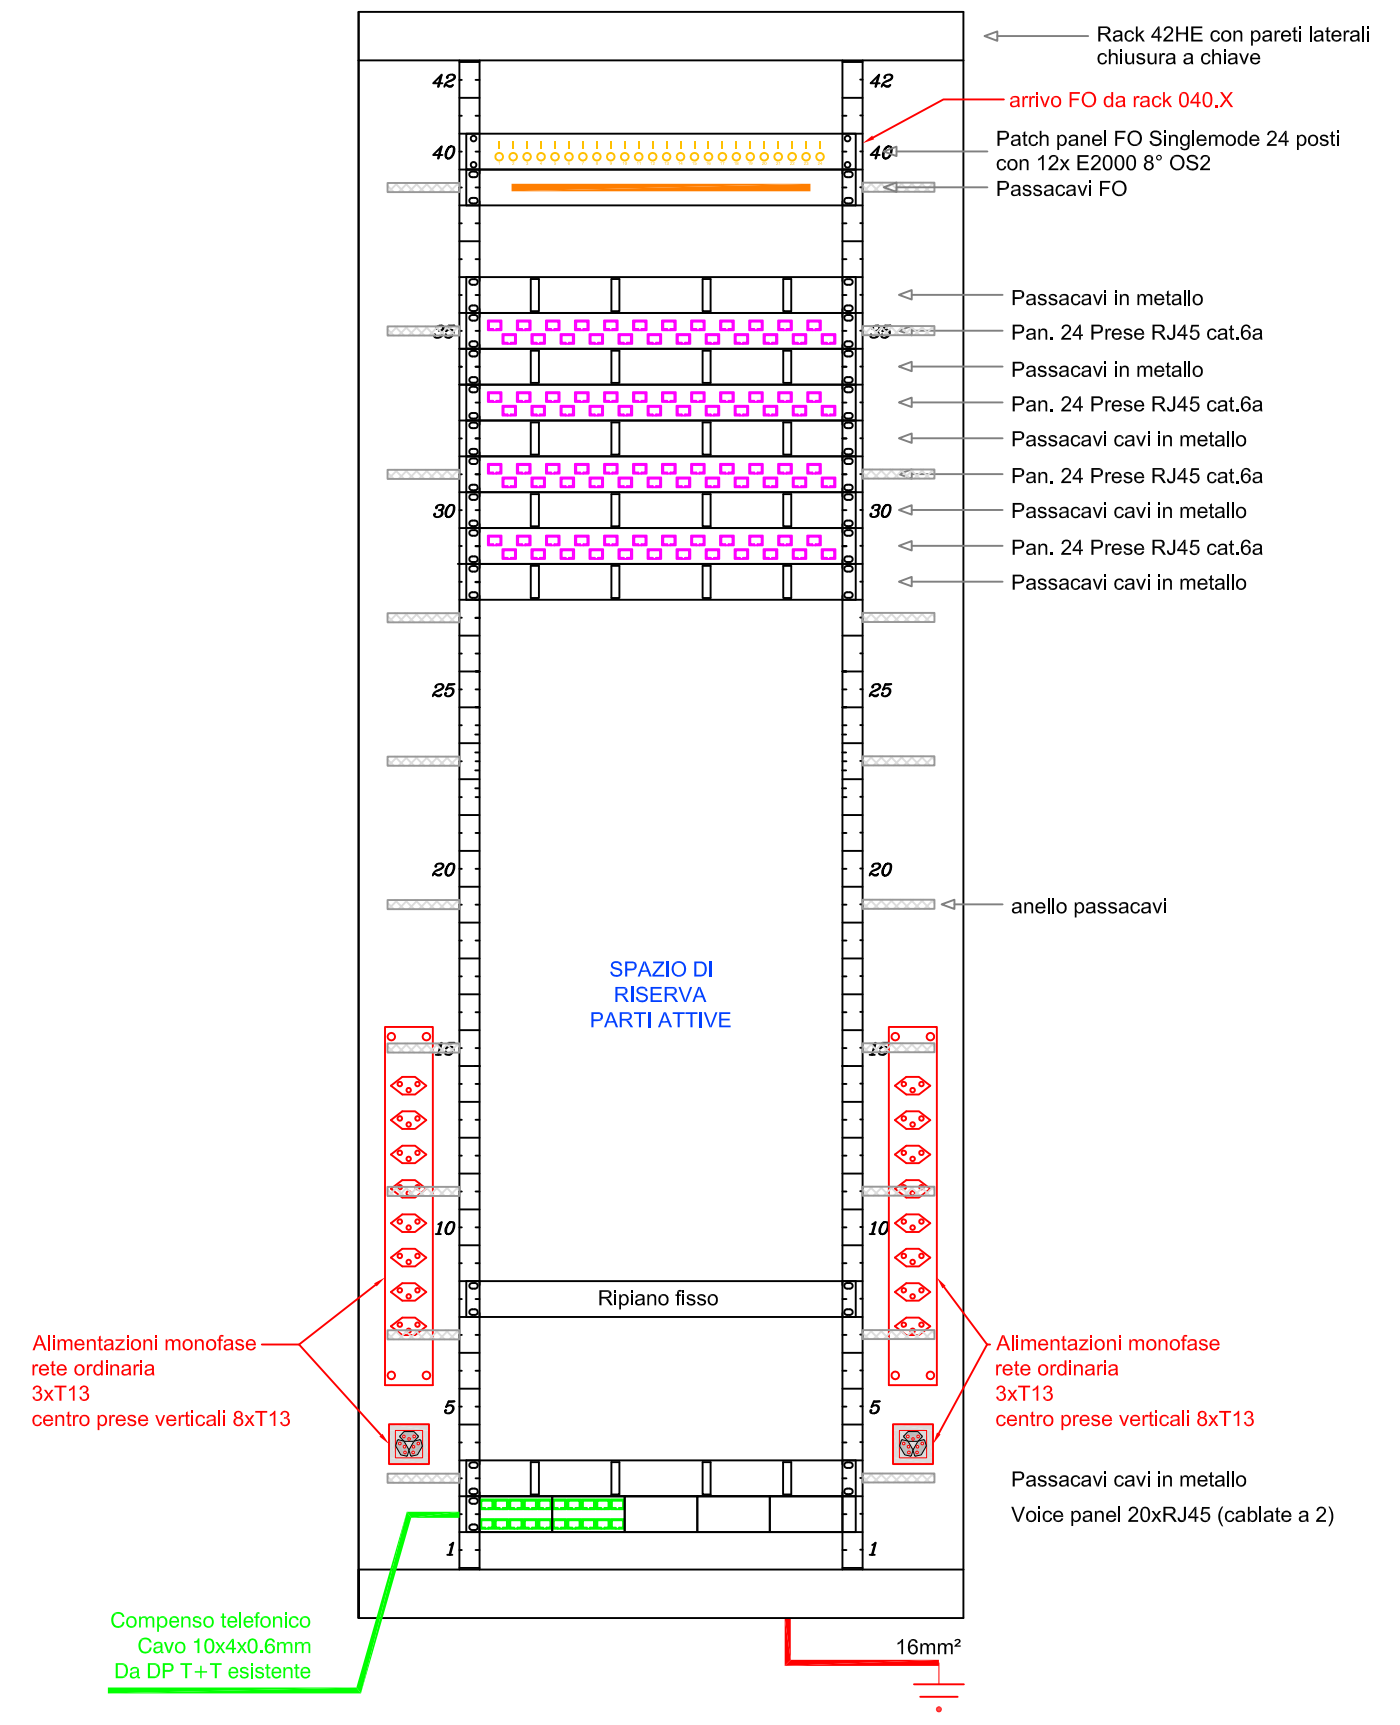 Rack 42HE con pareti laterali
chiusura a chiave
42
42
arrivo FO da rack 040.X
40
40
Patch panel FO Singlemode 24 posti
con 12x E2000 8° OS2
Passacavi FO
Passacavi in metallo
35
35
Pan. 24 Prese RJ45 cat.6a
Passacavi in metallo
Pan. 24 Prese RJ45 cat.6a
Passacavi cavi in metallo
Pan. 24 Prese RJ45 cat.6a
30
30
Passacavi cavi in metallo
Pan. 24 Prese RJ45 cat.6a
Passacavi cavi in metallo
25
25
20
20
anello passacavi
SPAZIO DI
RISERVA
PARTI ATTIVE
15
15
10
10
Ripiano fisso
Alimentazioni monofase
rete ordinaria
3xT13
centro prese verticali 8xT13
Alimentazioni monofase
rete ordinaria
3xT13
centro prese verticali 8xT13
5
5
Passacavi cavi in metallo
Voice panel 20xRJ45 (cablate a 2)
1
1
Compenso telefonico
Cavo 10x4x0.6mm
Da DP T+T esistente
16mm²